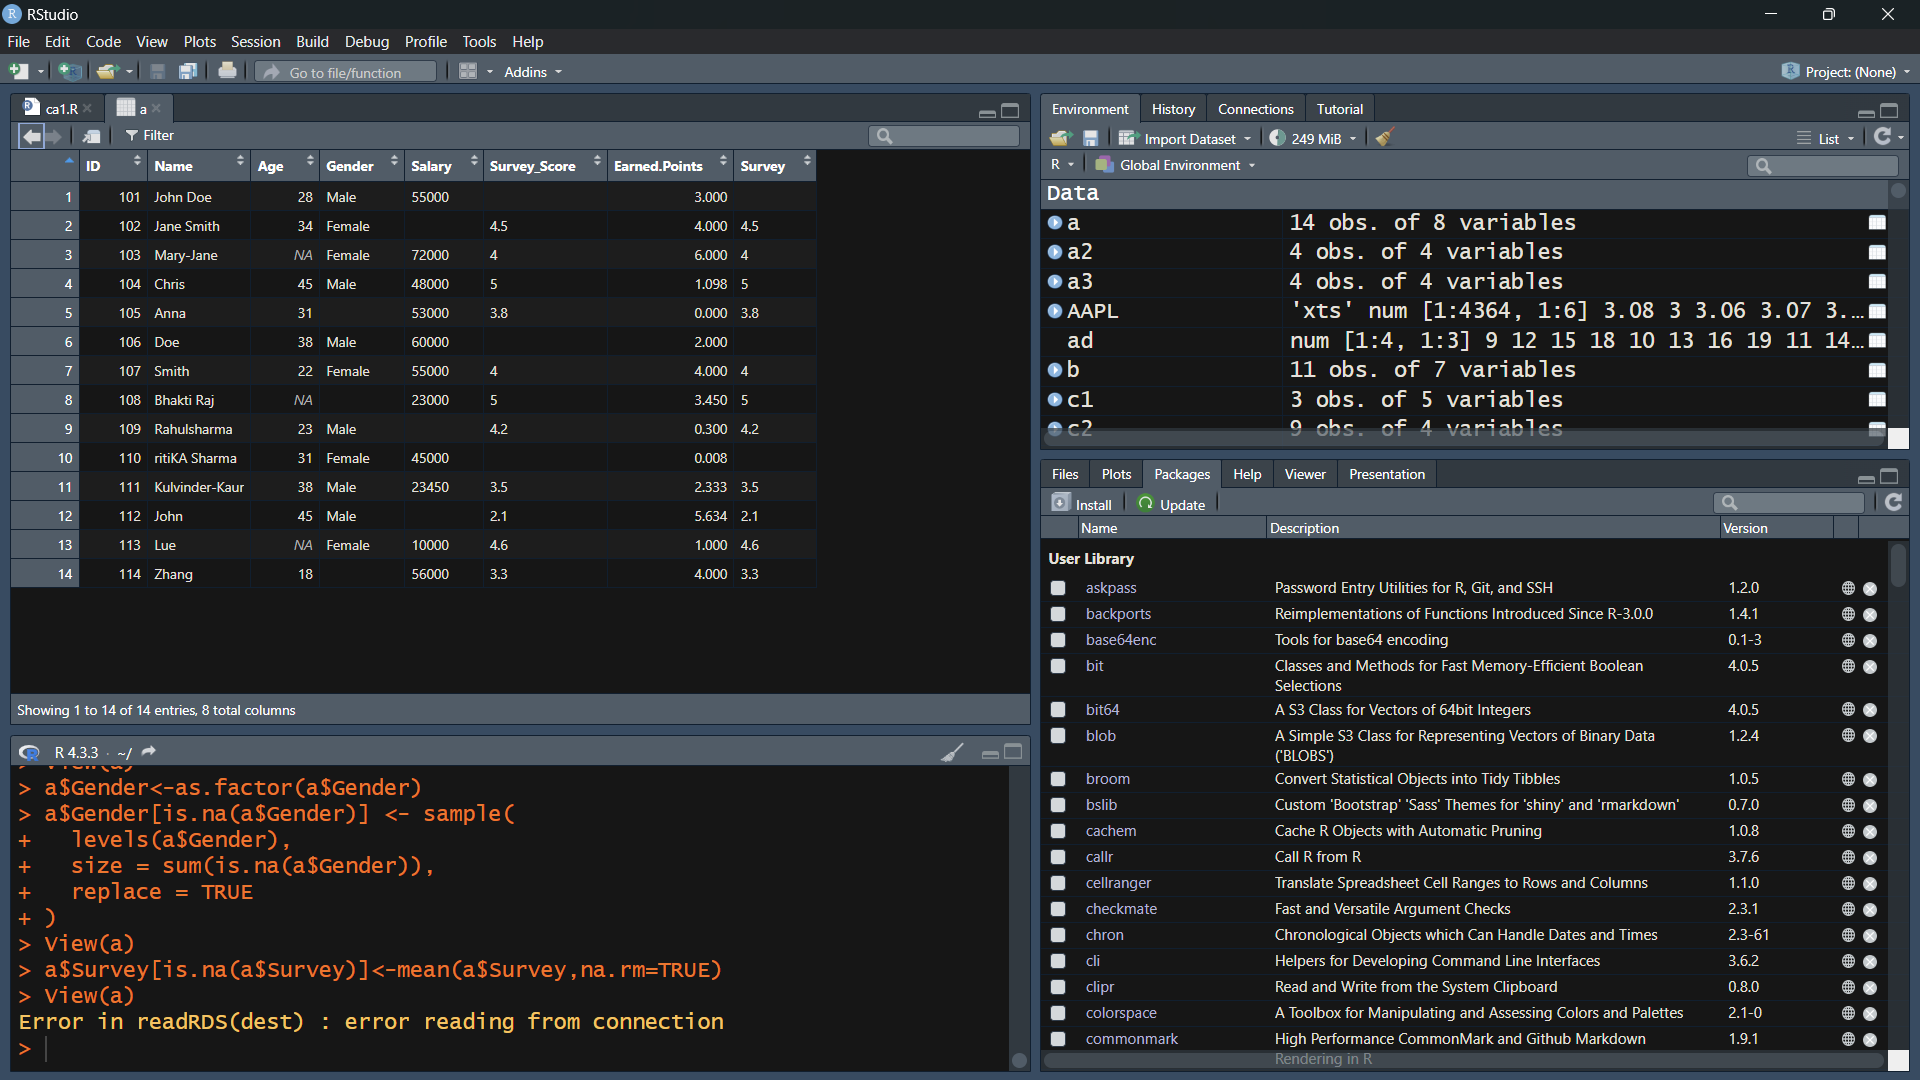 RStudio
File Edit Code View Plots Session Build Debug Profile Tools Help
Go to file/function Addins Project: (None)
ca1.R a
Filter
ID Name Age Gender Salary Survey_Score Earned.Points Survey
1 101 John Doe 28 Male 55000 3.000
2 102 Jane Smith 34 Female 4.5 4.000 4.5
3 103 Mary-Jane NA Female 72000 4 6.000 4
4 104 Chris 45 Male 48000 5 1.098 5
5 105 Anna 31 53000 3.8 0.000 3.8
6 106 Doe 38 Male 60000 2.000
7 107 Smith 22 Female 55000 4 4.000 4
8 108 Bhakti Raj NA 23000 5 3.450 5
9 109 Rahulsharma 23 Male 4.2 0.300 4.2
10 110 ritiKA Sharma 31 Female 45000 0.008
11 111 Kulvinder-Kaur 38 Male 23450 3.5 2.333 3.5
12 112 John 45 Male 2.1 5.634 2.1
13 113 Lue NA Female 10000 4.6 1.000 4.6
14 114 Zhang 18 56000 3.3 4.000 3.3
Showing 1 to 14 of 14 entries, 8 total columns
R 4.3.3 · ~/
> View(a)
> a$Gender<-as.factor(a$Gender)
> a$Gender[is.na(a$Gender)] <- sample(
+   levels(a$Gender),
+   size = sum(is.na(a$Gender)),
+   replace = TRUE
+ )
> View(a)
> a$Survey[is.na(a$Survey)]<-mean(a$Survey,na.rm=TRUE)
> View(a)
Error in readRDS(dest) : error reading from connection
>
Environment History Connections Tutorial
Import Dataset 249 MiB List
R Global Environment
Data
a 14 obs. of 8 variables
a2 4 obs. of 4 variables
a3 4 obs. of 4 variables
AAPL 'xts' num [1:4364, 1:6] 3.08 3 3.06 3.07 3.…
ad num [1:4, 1:3] 9 12 15 18 10 13 16 19 11 14…
b 11 obs. of 7 variables
c1 3 obs. of 5 variables
c2 9 obs. of 4 variables
Files Plots Packages Help Viewer Presentation
Install Update
Name Description Version
User Library
askpass Password Entry Utilities for R, Git, and SSH 1.2.0
backports Reimplementations of Functions Introduced Since R-3.0.0 1.4.1
base64enc Tools for base64 encoding 0.1-3
bit Classes and Methods for Fast Memory-Efficient Boolean 4.0.5
Selections
bit64 A S3 Class for Vectors of 64bit Integers 4.0.5
blob A Simple S3 Class for Representing Vectors of Binary Data 1.2.4
('BLOBS')
broom Convert Statistical Objects into Tidy Tibbles 1.0.5
bslib Custom 'Bootstrap' 'Sass' Themes for 'shiny' and 'rmarkdown' 0.7.0
cachem Cache R Objects with Automatic Pruning 1.0.8
callr Call R from R 3.7.6
cellranger Translate Spreadsheet Cell Ranges to Rows and Columns 1.1.0
checkmate Fast and Versatile Argument Checks 2.3.1
chron Chronological Objects which Can Handle Dates and Times 2.3-61
cli Helpers for Developing Command Line Interfaces 3.6.2
clipr Read and Write from the System Clipboard 0.8.0
colorspace A Toolbox for Manipulating and Assessing Colors and Palettes 2.1-0
commonmark High Performance CommonMark and Github Markdown 1.9.1
Rendering in R